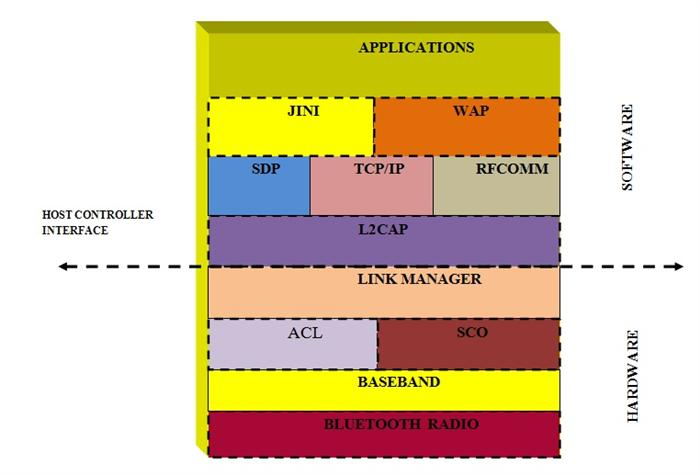 APPLICATIONS
JINI
WAP
SOFTWARE
SDP
TCP/IP
RFCOMM
HOST CONTROLLER
INTERFACE
L2CAP
LINK MANAGER
ACL
SCO
HARDWARE
BASEBAND
BLUETOOTH RADIO